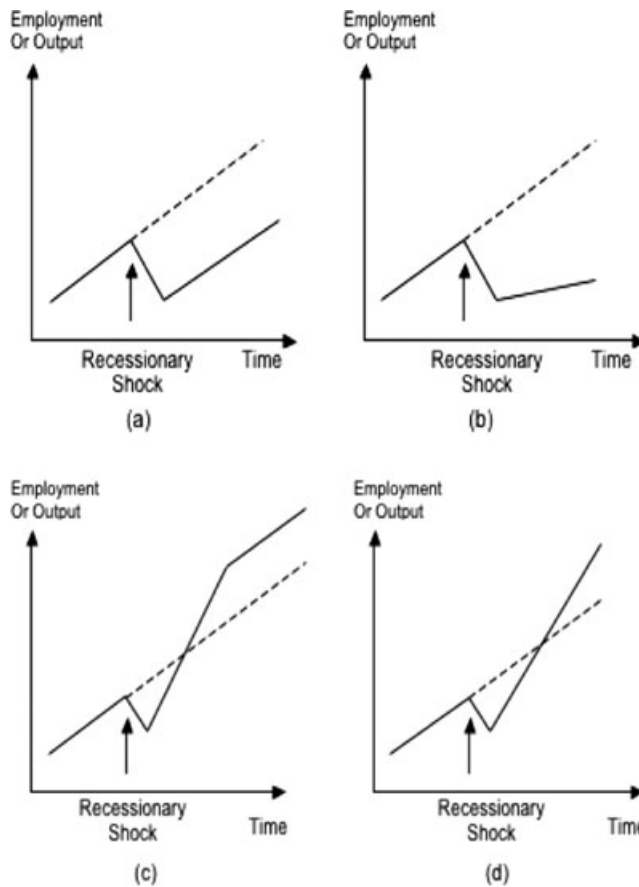 Employment
Or Output
Recessionary
Shock
Time
(a)
Employment
Or Output
Recessionary
Shock
Time
(b)
Employment
Or Output
Recessionary
Shock
Time
(c)
Employment
Or Output
Recessionary
Shock
Time
(d)